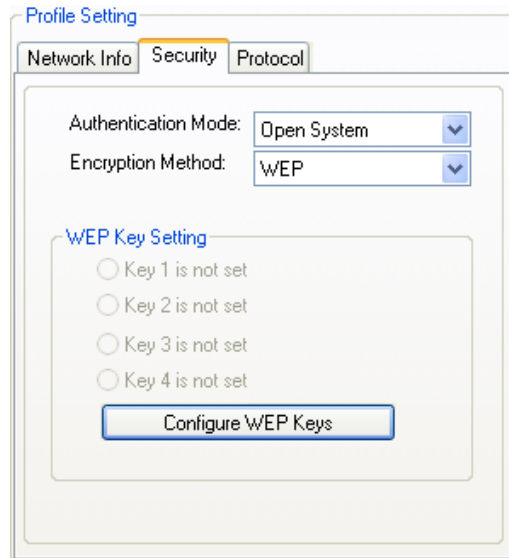 Profile Setting
Network Info Security Protocol
Authentication Mode: Open System
Encryption Method: WEP
WEP Key Setting
Key 1 is not set
Key 2 is not set
Key 3 is not set
Key 4 is not set
Configure WEP Keys